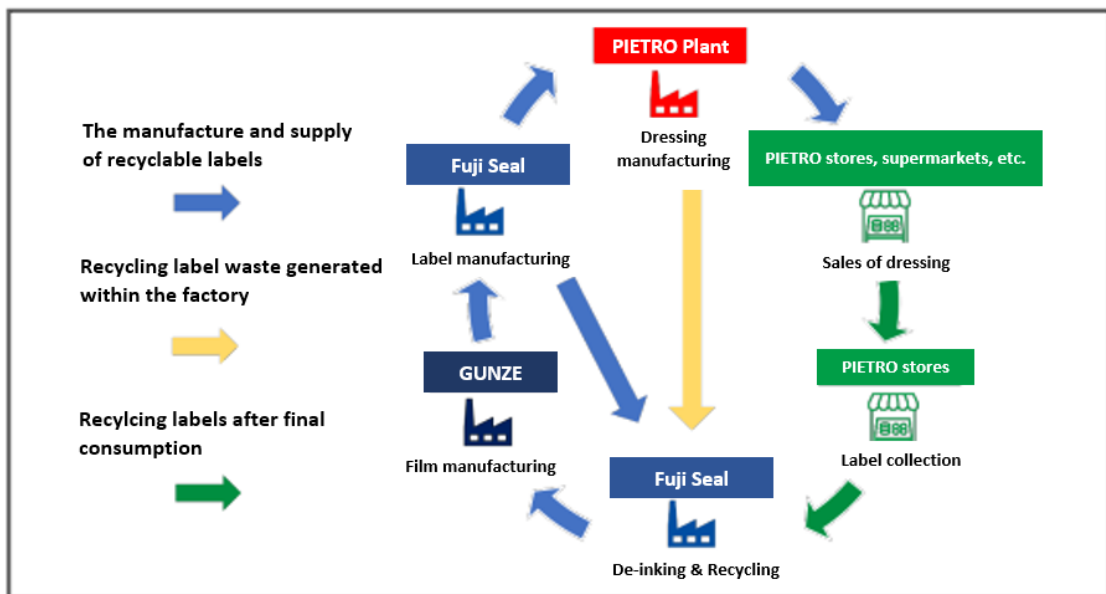 The manufacture and supply
of recyclable labels
Recycling label waste generated
within the factory
Recylcing labels after final
consumption
PIETRO Plant
Dressing
manufacturing
Fuji Seal
Label manufacturing
PIETRO stores, supermarkets, etc.
Sales of dressing
GUNZE
Film manufacturing
PIETRO stores
Label collection
Fuji Seal
De-inking & Recycling